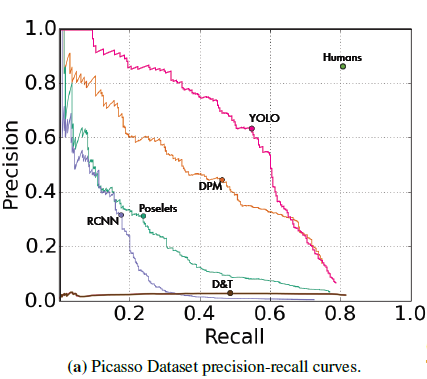 1.0
0.8
0.6
0.4
0.2
0.0
Precision
Humans
YOLO
DPM
RCNN
Poselets
D&T
0.2 0.4 0.6 0.8 1.0
Recall
(a) Picasso Dataset precision-recall curves.